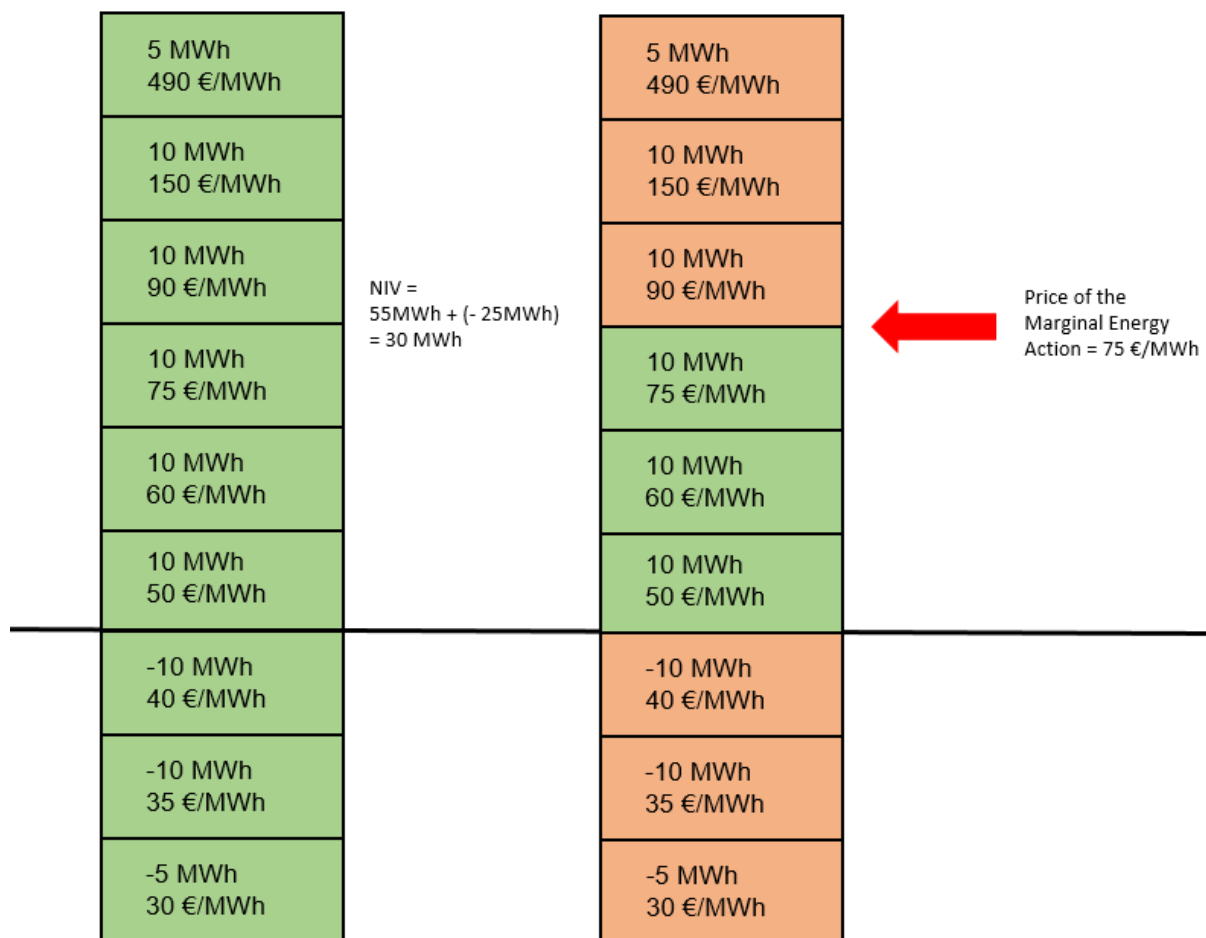 5 MWh
490 €/MWh
10 MWh
150 €/MWh
10 MWh
90 €/MWh
10 MWh
75 €/MWh
10 MWh
60 €/MWh
10 MWh
50 €/MWh
-10 MWh
40 €/MWh
-10 MWh
35 €/MWh
-5 MWh
30 €/MWh
NIV =
55MWh + (- 25MWh)
= 30 MWh
5 MWh
490 €/MWh
10 MWh
150 €/MWh
10 MWh
90 €/MWh
10 MWh
75 €/MWh
10 MWh
60 €/MWh
10 MWh
50 €/MWh
-10 MWh
40 €/MWh
-10 MWh
35 €/MWh
-5 MWh
30 €/MWh
Price of the
Marginal Energy
Action = 75 €/MWh